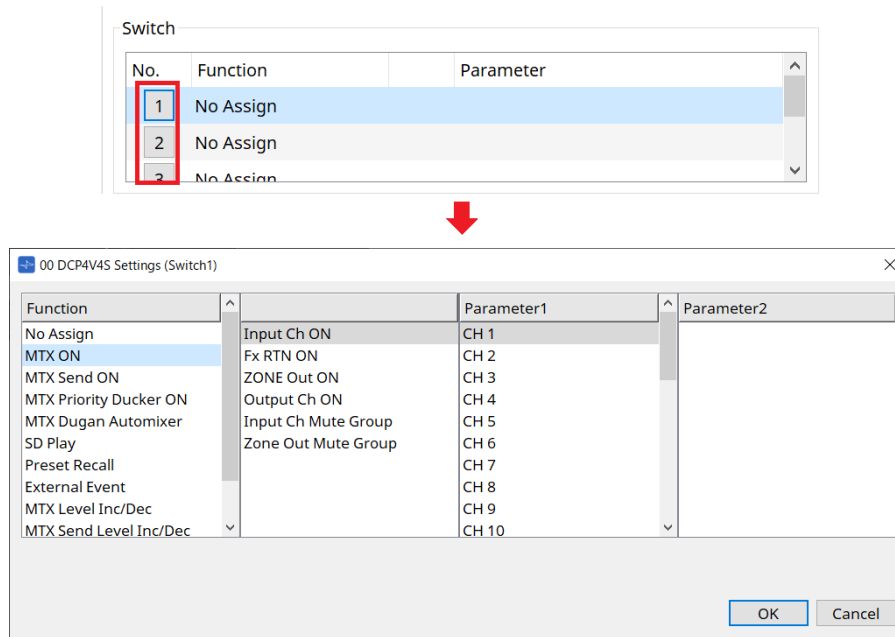 Switch
No. Function Parameter
1 No Assign
2 No Assign
3 No Assign
00 DCP4V4S Settings (Switch1)
Function Parameter1 Parameter2
No Assign Input Ch ON CH 1
MTX ON Fx RTN ON CH 2
MTX Send ON ZONE Out ON CH 3
MTX Priority Ducker ON Output Ch ON CH 4
MTX Dugan Automixer Input Ch Mute Group CH 5
SD Play Zone Out Mute Group CH 6
Preset Recall CH 7
External Event CH 8
MTX Level Inc/Dec CH 9
MTX Send Level Inc/Dec CH 10
OK Cancel